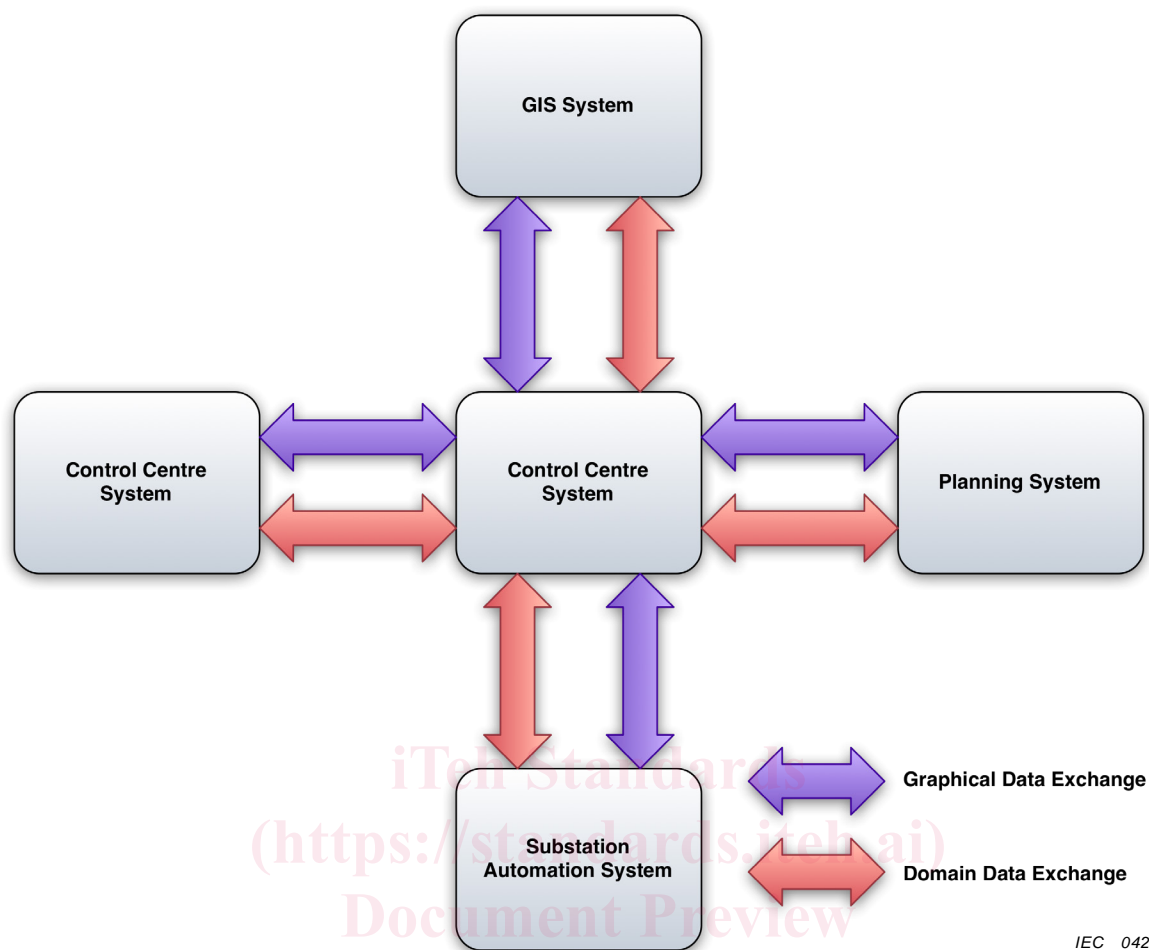 GIS System
Control Centre
System
Control Centre
System
Planning System
Substation
Automation System
Graphical Data Exchange
Domain Data Exchange
iTeh Standards
(https://standards.iteh.ai)
Document Preview
IEC 042